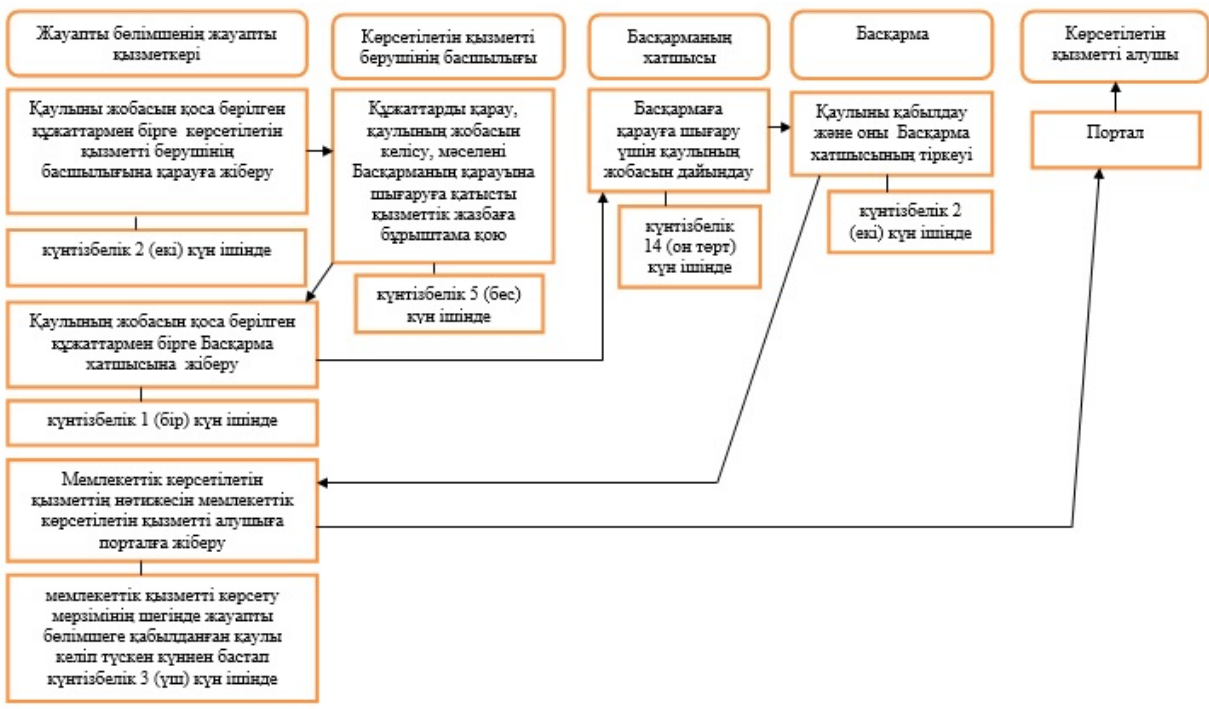 Жауапты бөлімшенің жауапты
қызметкері
Көрсетілетін қызметті
берушінің басшылығы
Басқарманың
хатшысы
Басқарма
Көрсетілетін
қызметті алушы
Қаулыны жобасын қоса берілген
құжаттармен бірге көрсетілетін
қызметті берушінің
басшылығына қарауға жіберу
Құжаттарды қарау,
қаулының жобасын
келісу, мәселені
Басқарманың қарауына
шығаруға қатысты
қызметтік жазбаға
бұрыштама қою
Басқармаға
қарауға шығару
үшін қаулының
жобасын дайындау
Қаулыны қабылдау
және оны Басқарма
хатшысының тіркеуі
Портал
күнтізбелік 2 (екі) күн ішінде
күнтізбелік 5 (бес)
күн ішінде
күнтізбелік
14 (он төрт)
күн ішінде
күнтізбелік 2
(екі) күн ішінде
Қаулының жобасын қоса берілген
құжаттармен бірге Басқарма
хатшысына жіберу
күнтізбелік 1 (бір) күн ішінде
Мемлекеттік көрсетілетін
қызметтің нәтижесін мемлекеттік
көрсетілетін қызметті алушыға
порталға жіберу
мемлекеттік қызметті көрсету
мерзімінің шегінде жауапты
бөлімшеге қабылданған қаулы
келіп түскен күннен бастап
күнтізбелік 3 (үш) күн ішінде